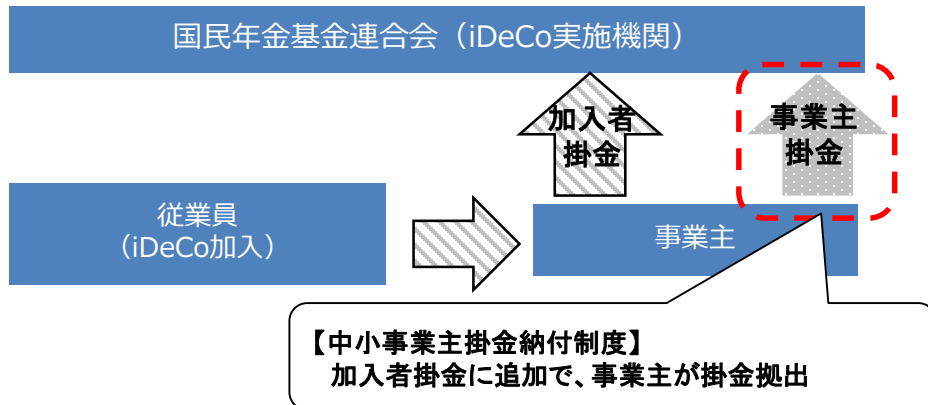 国民年金基金連合会（iDeCo実施機関）
加入者
掛金
事業主
掛金
従業員
（iDeCo加入）
事業主
【中小事業主掛金納付制度】
加入者掛金に追加で、事業主が掛金拠出